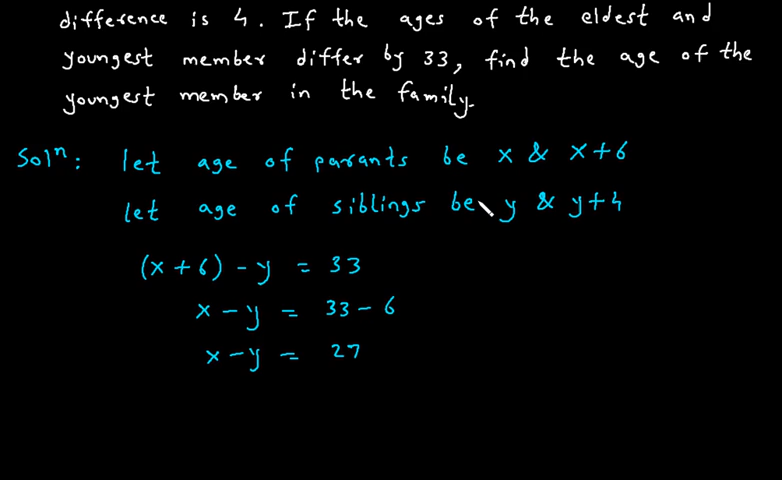 difference is 4. If the ages of the eldest and
youngest member differ by 33, find the age of the
youngest member in the family.
Solⁿ: let age of parants be x & x+6
let age of siblings be y & y+4
(x+6) - y = 33
x - y = 33 - 6
x - y = 27